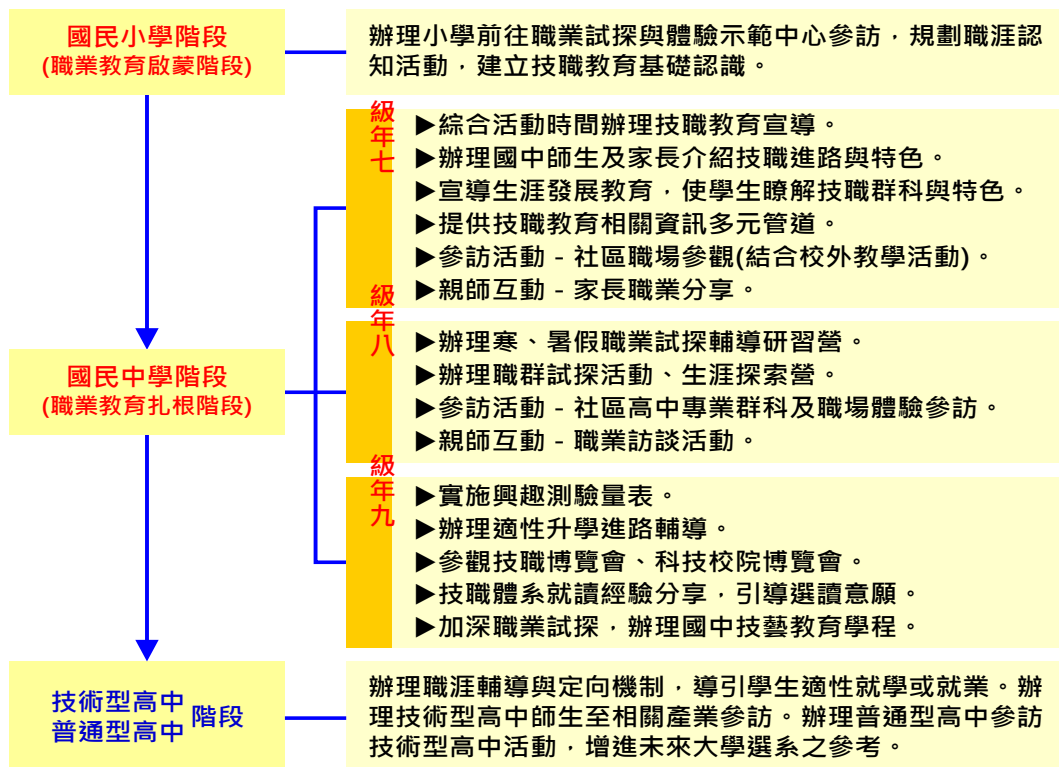 國民小學階段
(職業教育啟蒙階段)
辦理小學前往職業試探與體驗示範中心參訪，規劃職涯認
知活動，建立技職教育基礎認識。
級年七
▶綜合活動時間辦理技職教育宣導。
▶辦理國中師生及家長介紹技職進路與特色。
▶宣導生涯發展教育，使學生瞭解技職群科與特色。
▶提供技職教育相關資訊多元管道。
▶參訪活動－社區職場參觀(結合校外教學活動)。
▶親師互動－家長職業分享。
國民中學階段
(職業教育扎根階段)
級年八
▶辦理寒、暑假職業試探輔導研習營。
▶辦理職群試探活動、生涯探索營。
▶參訪活動－社區高中專業群科及職場體驗參訪。
▶親師互動－職業訪談活動。
級年九
▶實施興趣測驗量表。
▶辦理適性升學進路輔導。
▶參觀技職博覽會、科技校院博覽會。
▶技職體系就讀經驗分享，引導選讀意願。
▶加深職業試探，辦理國中技藝教育學程。
技術型高中
普通型高中 階段
辦理職涯輔導與定向機制，導引學生適性就學或就業。辦
理技術型高中師生至相關產業參訪。辦理普通型高中參訪
技術型高中活動，增進未來大學選系之參考。